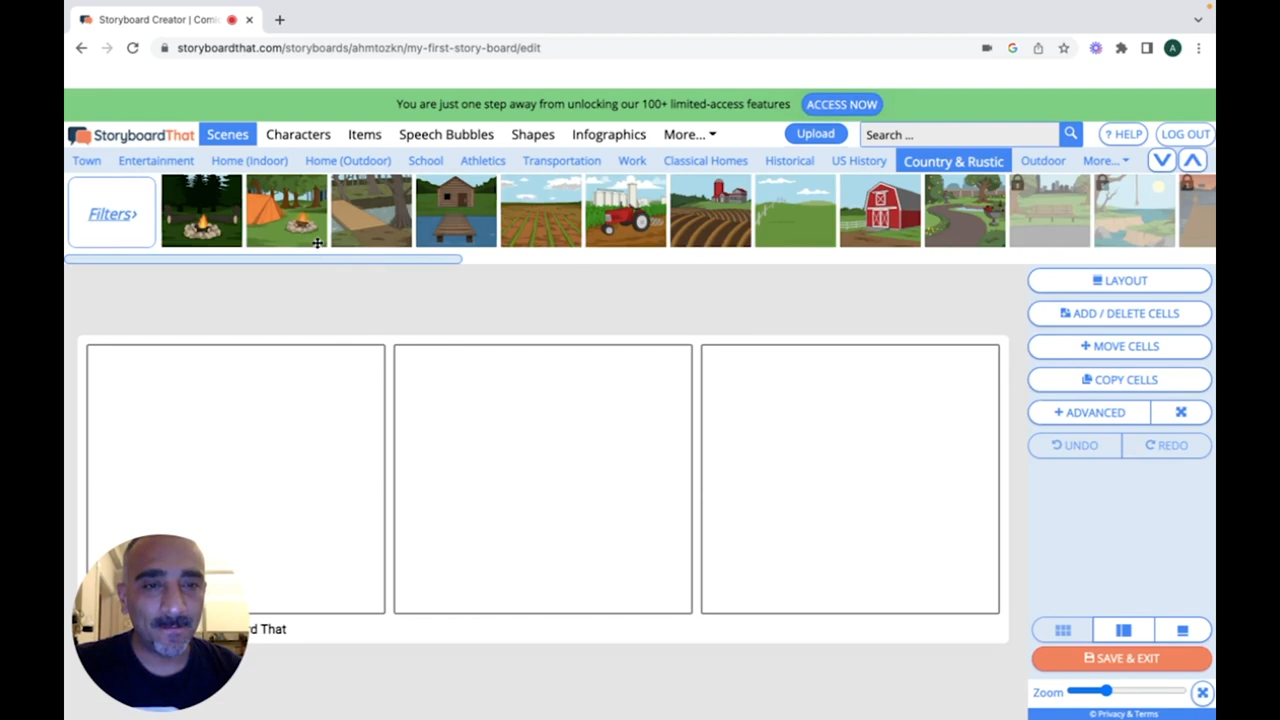 Storyboard Creator | Comi
storyboardthat.com/storyboards/ahmtozkn/my-first-story-board/edit
A
You are just one step away from unlocking our 100+ limited-access features ACCESS NOW
StoryboardThat Scenes Characters Items Speech Bubbles Shapes Infographics More... Upload Search ... ? HELP LOG OUT
Town Entertainment Home (Indoor) Home (Outdoor) School Athletics Transportation Work Classical Homes Historical US History Country & Rustic Outdoor More...
Filters›
LAYOUT
ADD / DELETE CELLS
MOVE CELLS
COPY CELLS
+ ADVANCED
UNDO REDO
d That
SAVE & EXIT
Zoom
© Privacy & Terms